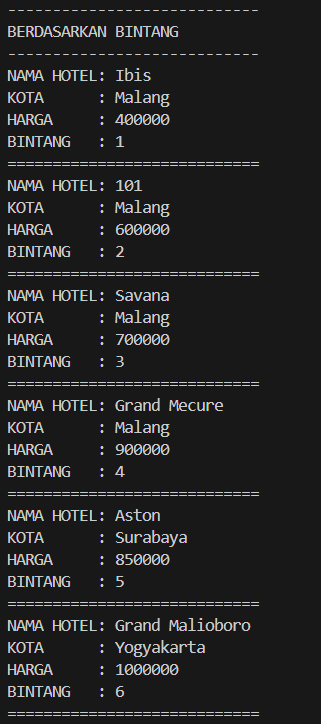 ----------------------------
BERDASARKAN BINTANG
----------------------------
NAMA HOTEL: Ibis
KOTA      : Malang
HARGA     : 400000
BINTANG   : 1
============================
NAMA HOTEL: 101
KOTA      : Malang
HARGA     : 600000
BINTANG   : 2
============================
NAMA HOTEL: Savana
KOTA      : Malang
HARGA     : 700000
BINTANG   : 3
============================
NAMA HOTEL: Grand Mecure
KOTA      : Malang
HARGA     : 900000
BINTANG   : 4
============================
NAMA HOTEL: Aston
KOTA      : Surabaya
HARGA     : 850000
BINTANG   : 5
============================
NAMA HOTEL: Grand Malioboro
KOTA      : Yogyakarta
HARGA     : 1000000
BINTANG   : 6
============================